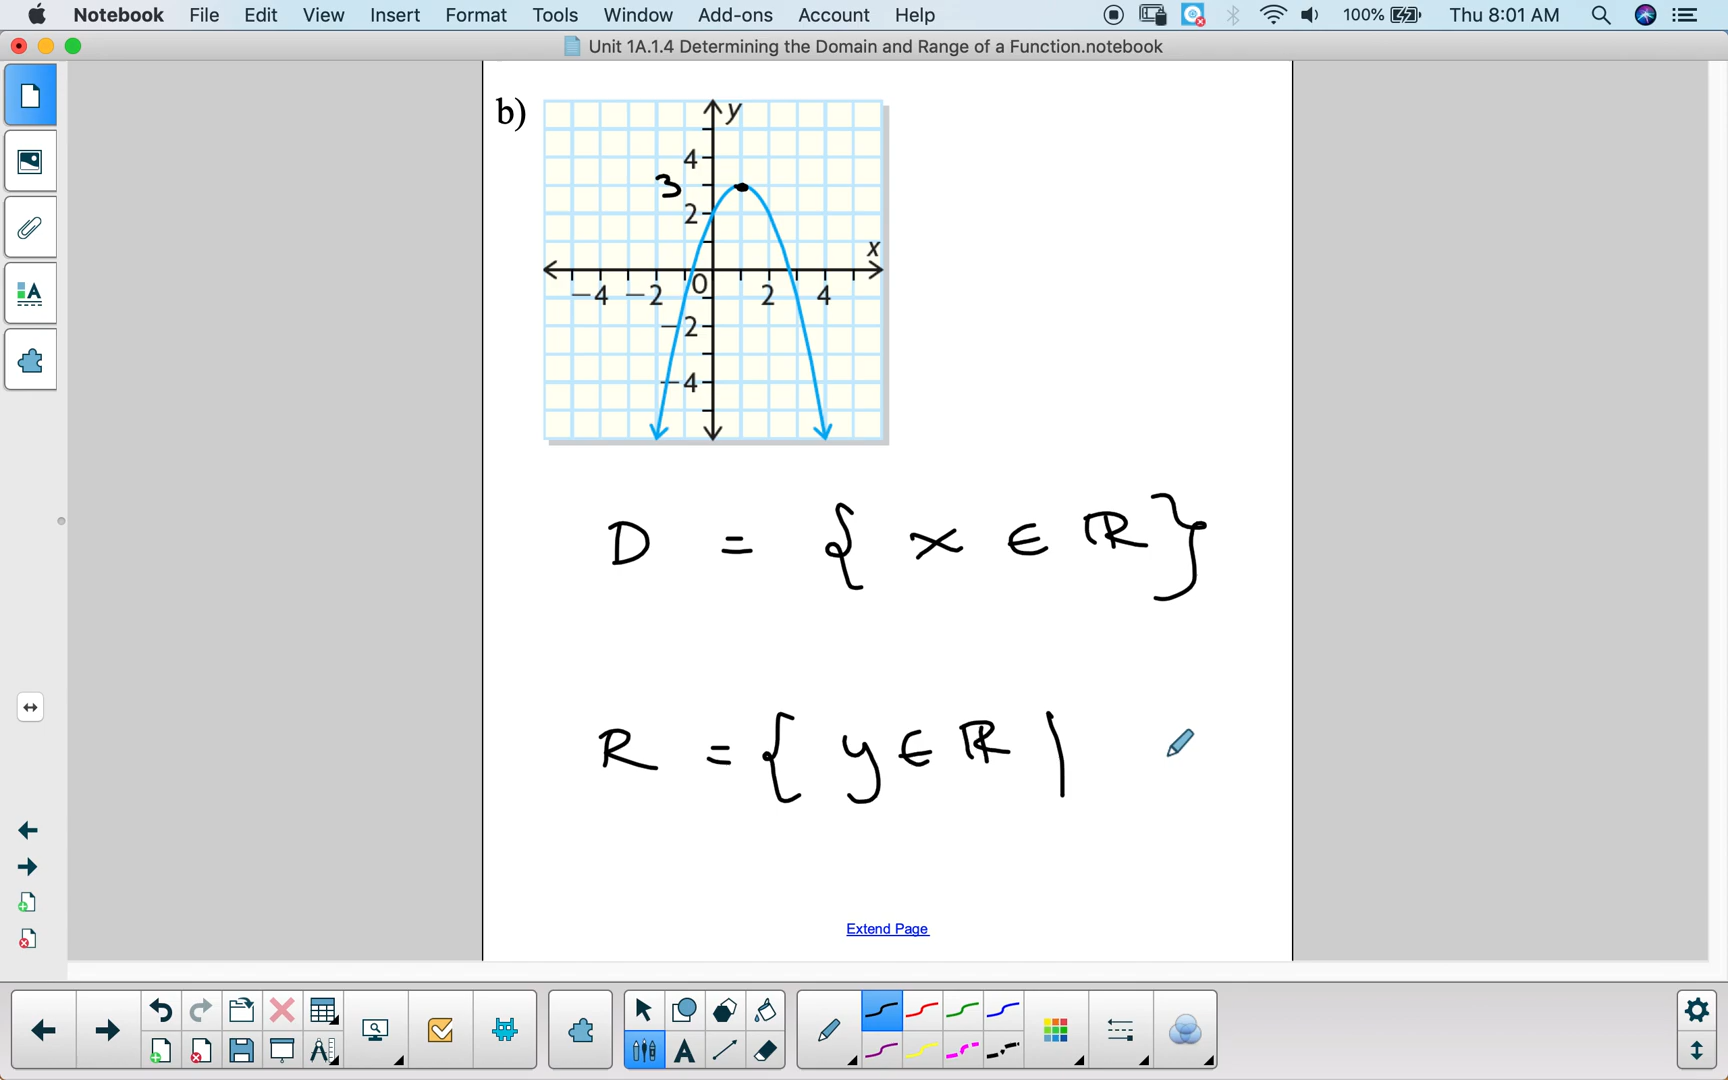 Notebook File Edit View Insert Format Tools Window Add-ons Account Help 100% Thu 8:01 AM
Unit 1A.1.4 Determining the Domain and Range of a Function.notebook
b)
y
4
3
2
x
−4 −2 0 2 4
−2
−4
D = { x ∈ ℝ }
R = { y ∈ ℝ |
Extend Page